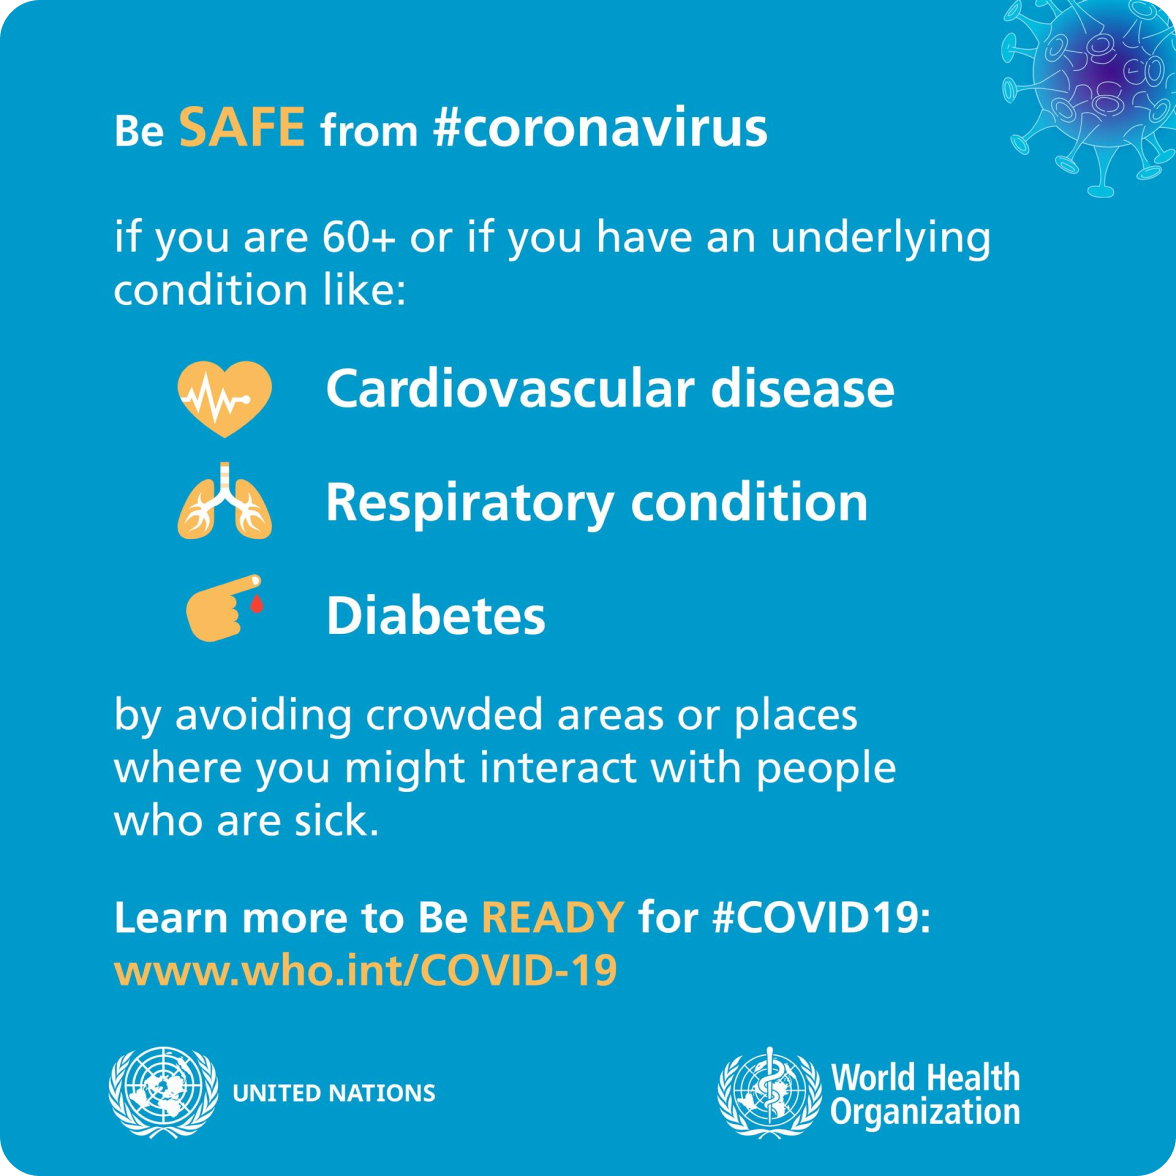 Be SAFE from #coronavirus
if you are 60+ or if you have an underlying
condition like:
Cardiovascular disease
Respiratory condition
Diabetes
by avoiding crowded areas or places
where you might interact with people
who are sick.
Learn more to Be READY for #COVID19:
www.who.int/COVID-19
UNITED NATIONS
World Health
Organization